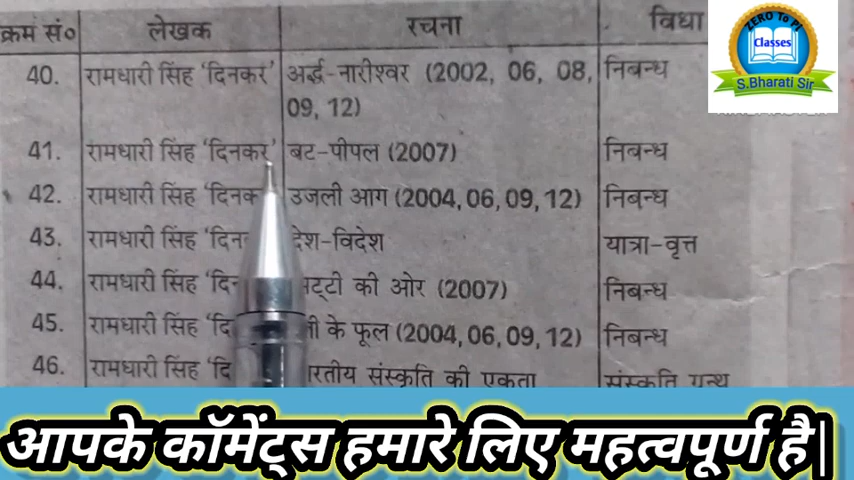 क्रम सं० लेखक रचना विधा
ZERO To PI
Classes
S.Bharati Sir
40. रामधारी सिंह 'दिनकर' अर्द्ध-नारीश्वर (2002, 06, 08, निबन्ध
09, 12)
41. रामधारी सिंह 'दिनकर' बट-पीपल (2007) निबन्ध
42. रामधारी सिंह उजली आग (2004, 06, 09, 12) निबन्ध
43. रामधारी सिंह देश-विदेश यात्रा-वृत्त
44. रामधारी सिंह की ओर (2007) निबन्ध
45. रामधारी सिंह के फूल (2004, 06, 09, 12) निबन्ध
46. रामधारी सिंह संस्कृति की एकता संस्कृति ग्रन्थ
आपके कॉमेंट्स हमारे लिए महत्वपूर्ण है|